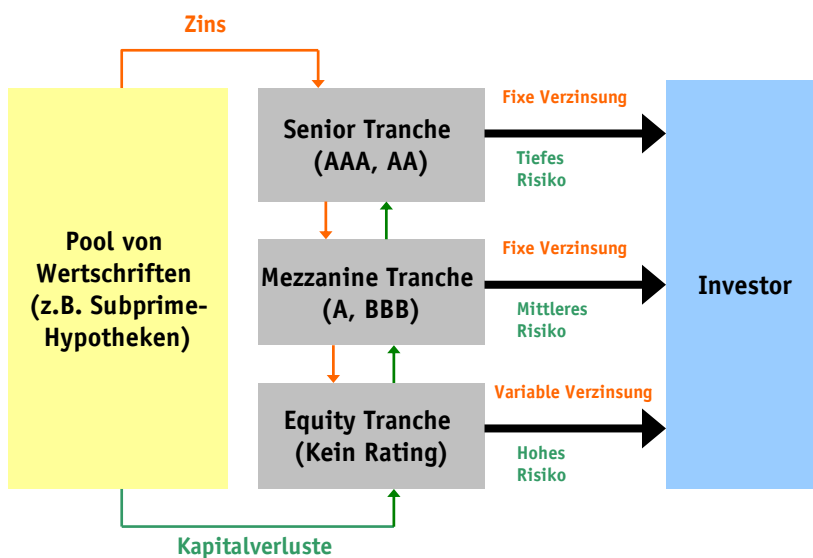 Zins
Pool von
Wertschriften
(z.B. Subprime-
Hypotheken)
Senior Tranche
(AAA, AA)
Fixe Verzinsung
Tiefes
Risiko
Mezzanine Tranche
(A, BBB)
Fixe Verzinsung
Mittleres
Risiko
Investor
Equity Tranche
(Kein Rating)
Variable Verzinsung
Hohes
Risiko
Kapitalverluste